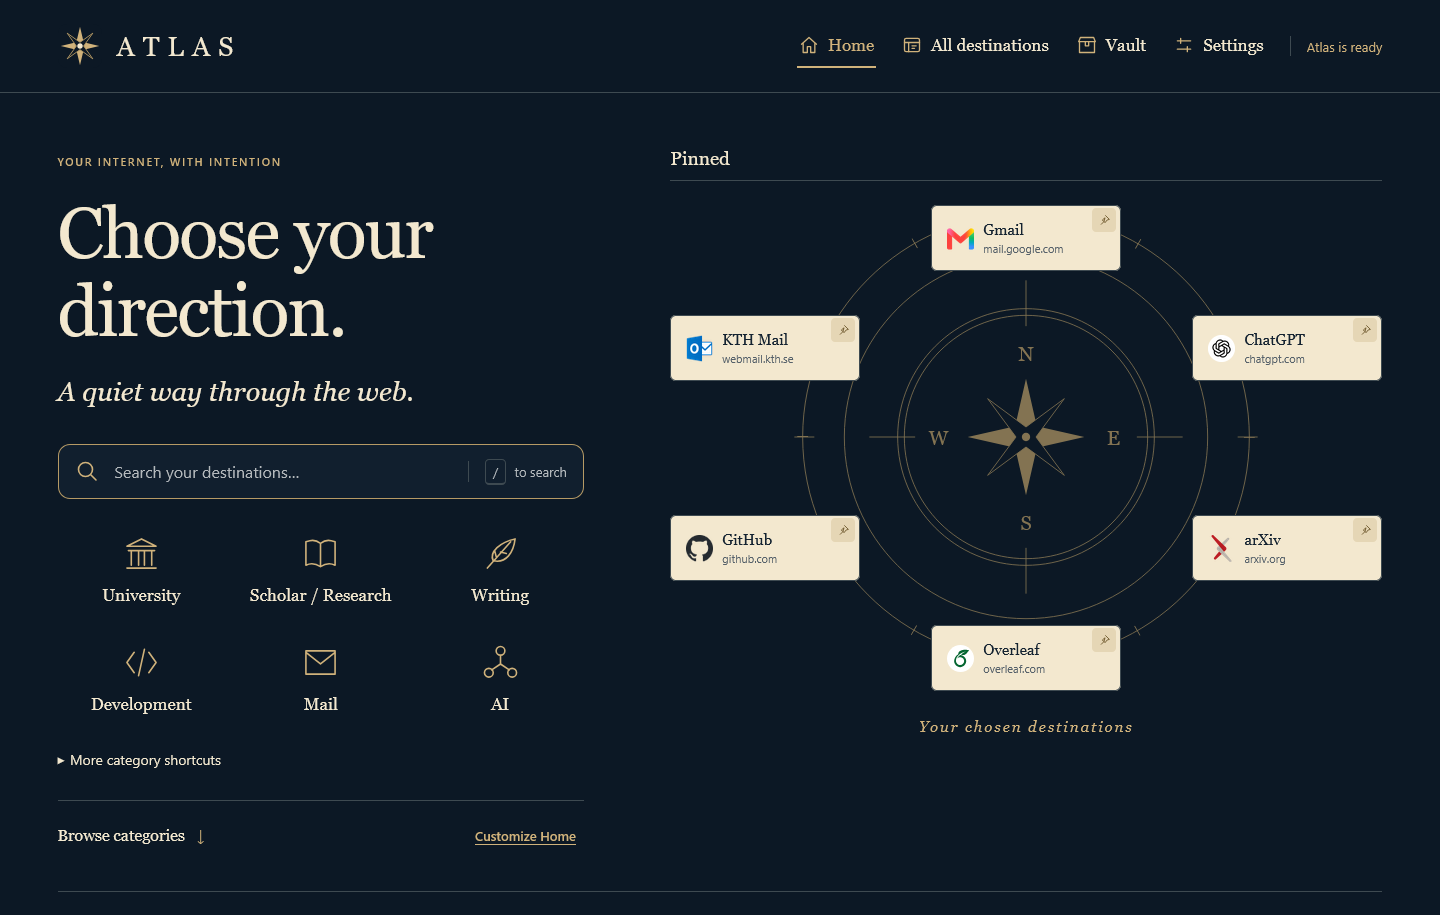 ATLAS
Home
All destinations
Vault
Settings
Atlas is ready
YOUR INTERNET, WITH INTENTION
Choose your
direction.
A quiet way through the web.
Search your destinations...
/ to search
University
Scholar / Research
Writing
Development
Mail
AI
More category shortcuts
Browse categories ↓
Customize Home
Pinned
Gmail
mail.google.com
KTH Mail
webmail.kth.se
ChatGPT
chatgpt.com
N
W
E
S
GitHub
github.com
arXiv
arxiv.org
Overleaf
overleaf.com
Your chosen destinations